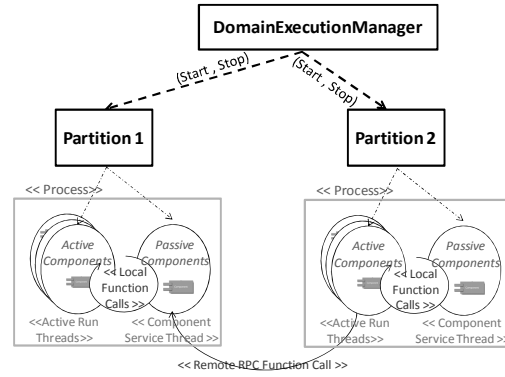 DomainExecutionManager
(Start , Stop)
(Start , Stop)
Partition 1
Partition 2
<< Process>>
<< Process>>
Active
Components
Passive
Components
<< Local
Function
Calls >>
<<Active Run
Threads>>
<< Component
Service Thread>>
Active
Components
Passive
Components
<< Local
Function
Calls >>
<<Active Run
Threads>>
<< Component
Service Thread>>
<< Remote RPC Function Call >>